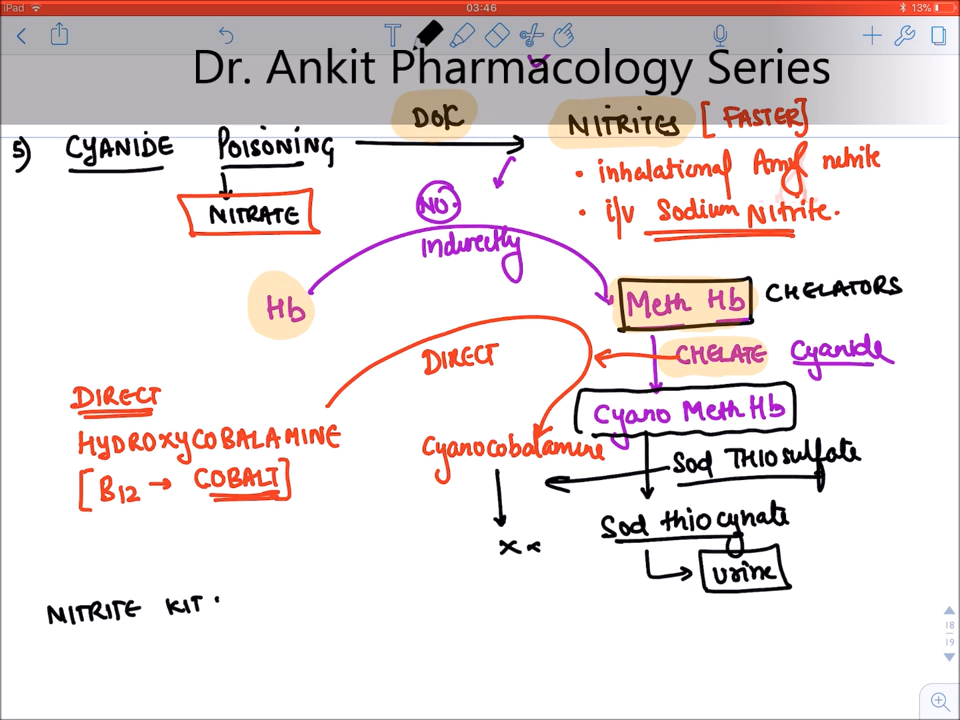 iPad
03:46
13%
Dr. Ankit Pharmacology Series
5) CYANIDE POISONING
DOC
NITRITES [FASTER]
• inhalational Amyl nitrite
• i/v Sodium Nitrite.
NITRATE
NO.
Indirectly
Hb
Meth Hb
CHELATORS
CHELATE Cyanide
DIRECT
Cyano Meth Hb
DIRECT
HYDROXYCOBALAMINE
[B12 → COBALT]
Cyanocobalamine
Sod THIOSulfate
Sod thiocynate
urine
NITRITE KIT
18
19